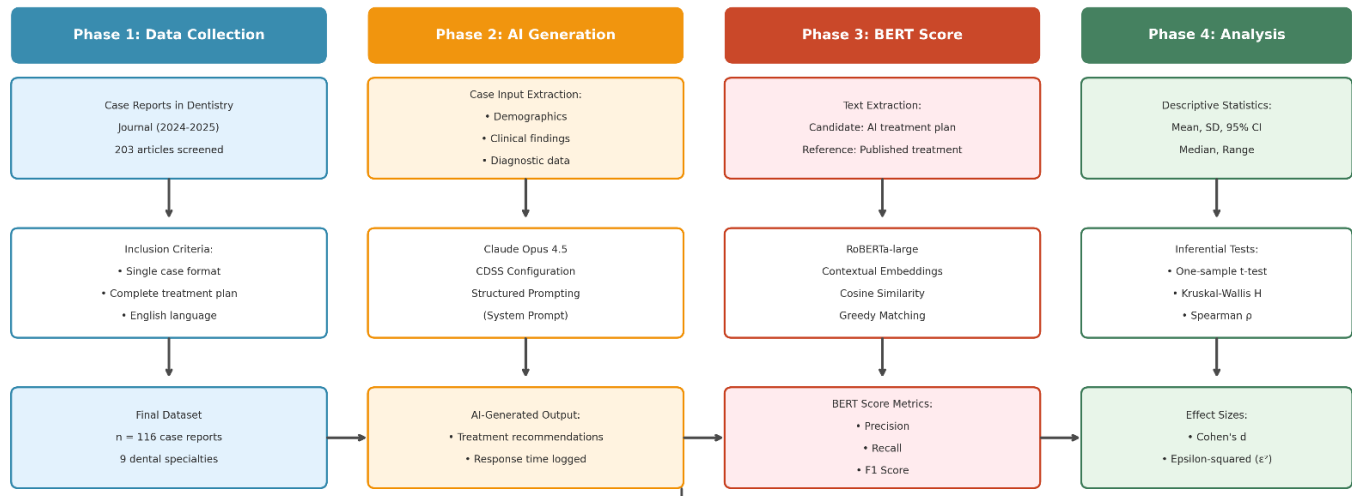 Phase 1: Data Collection
Case Reports in Dentistry
Journal (2024-2025)
203 articles screened
Inclusion Criteria:
• Single case format
• Complete treatment plan
• English language
Final Dataset
n = 116 case reports
9 dental specialties
Phase 2: AI Generation
Case Input Extraction:
• Demographics
• Clinical findings
• Diagnostic data
Claude Opus 4.5
CDSS Configuration
Structured Prompting
(System Prompt)
AI-Generated Output:
• Treatment recommendations
• Response time logged
Phase 3: BERT Score
Text Extraction:
Candidate: AI treatment plan
Reference: Published treatment
RoBERTa-large
Contextual Embeddings
Cosine Similarity
Greedy Matching
BERT Score Metrics:
• Precision
• Recall
• F1 Score
Phase 4: Analysis
Descriptive Statistics:
Mean, SD, 95% CI
Median, Range
Inferential Tests:
• One-sample t-test
• Kruskal-Wallis H
• Spearman ρ
Effect Sizes:
• Cohen's d
• Epsilon-squared (ε²)